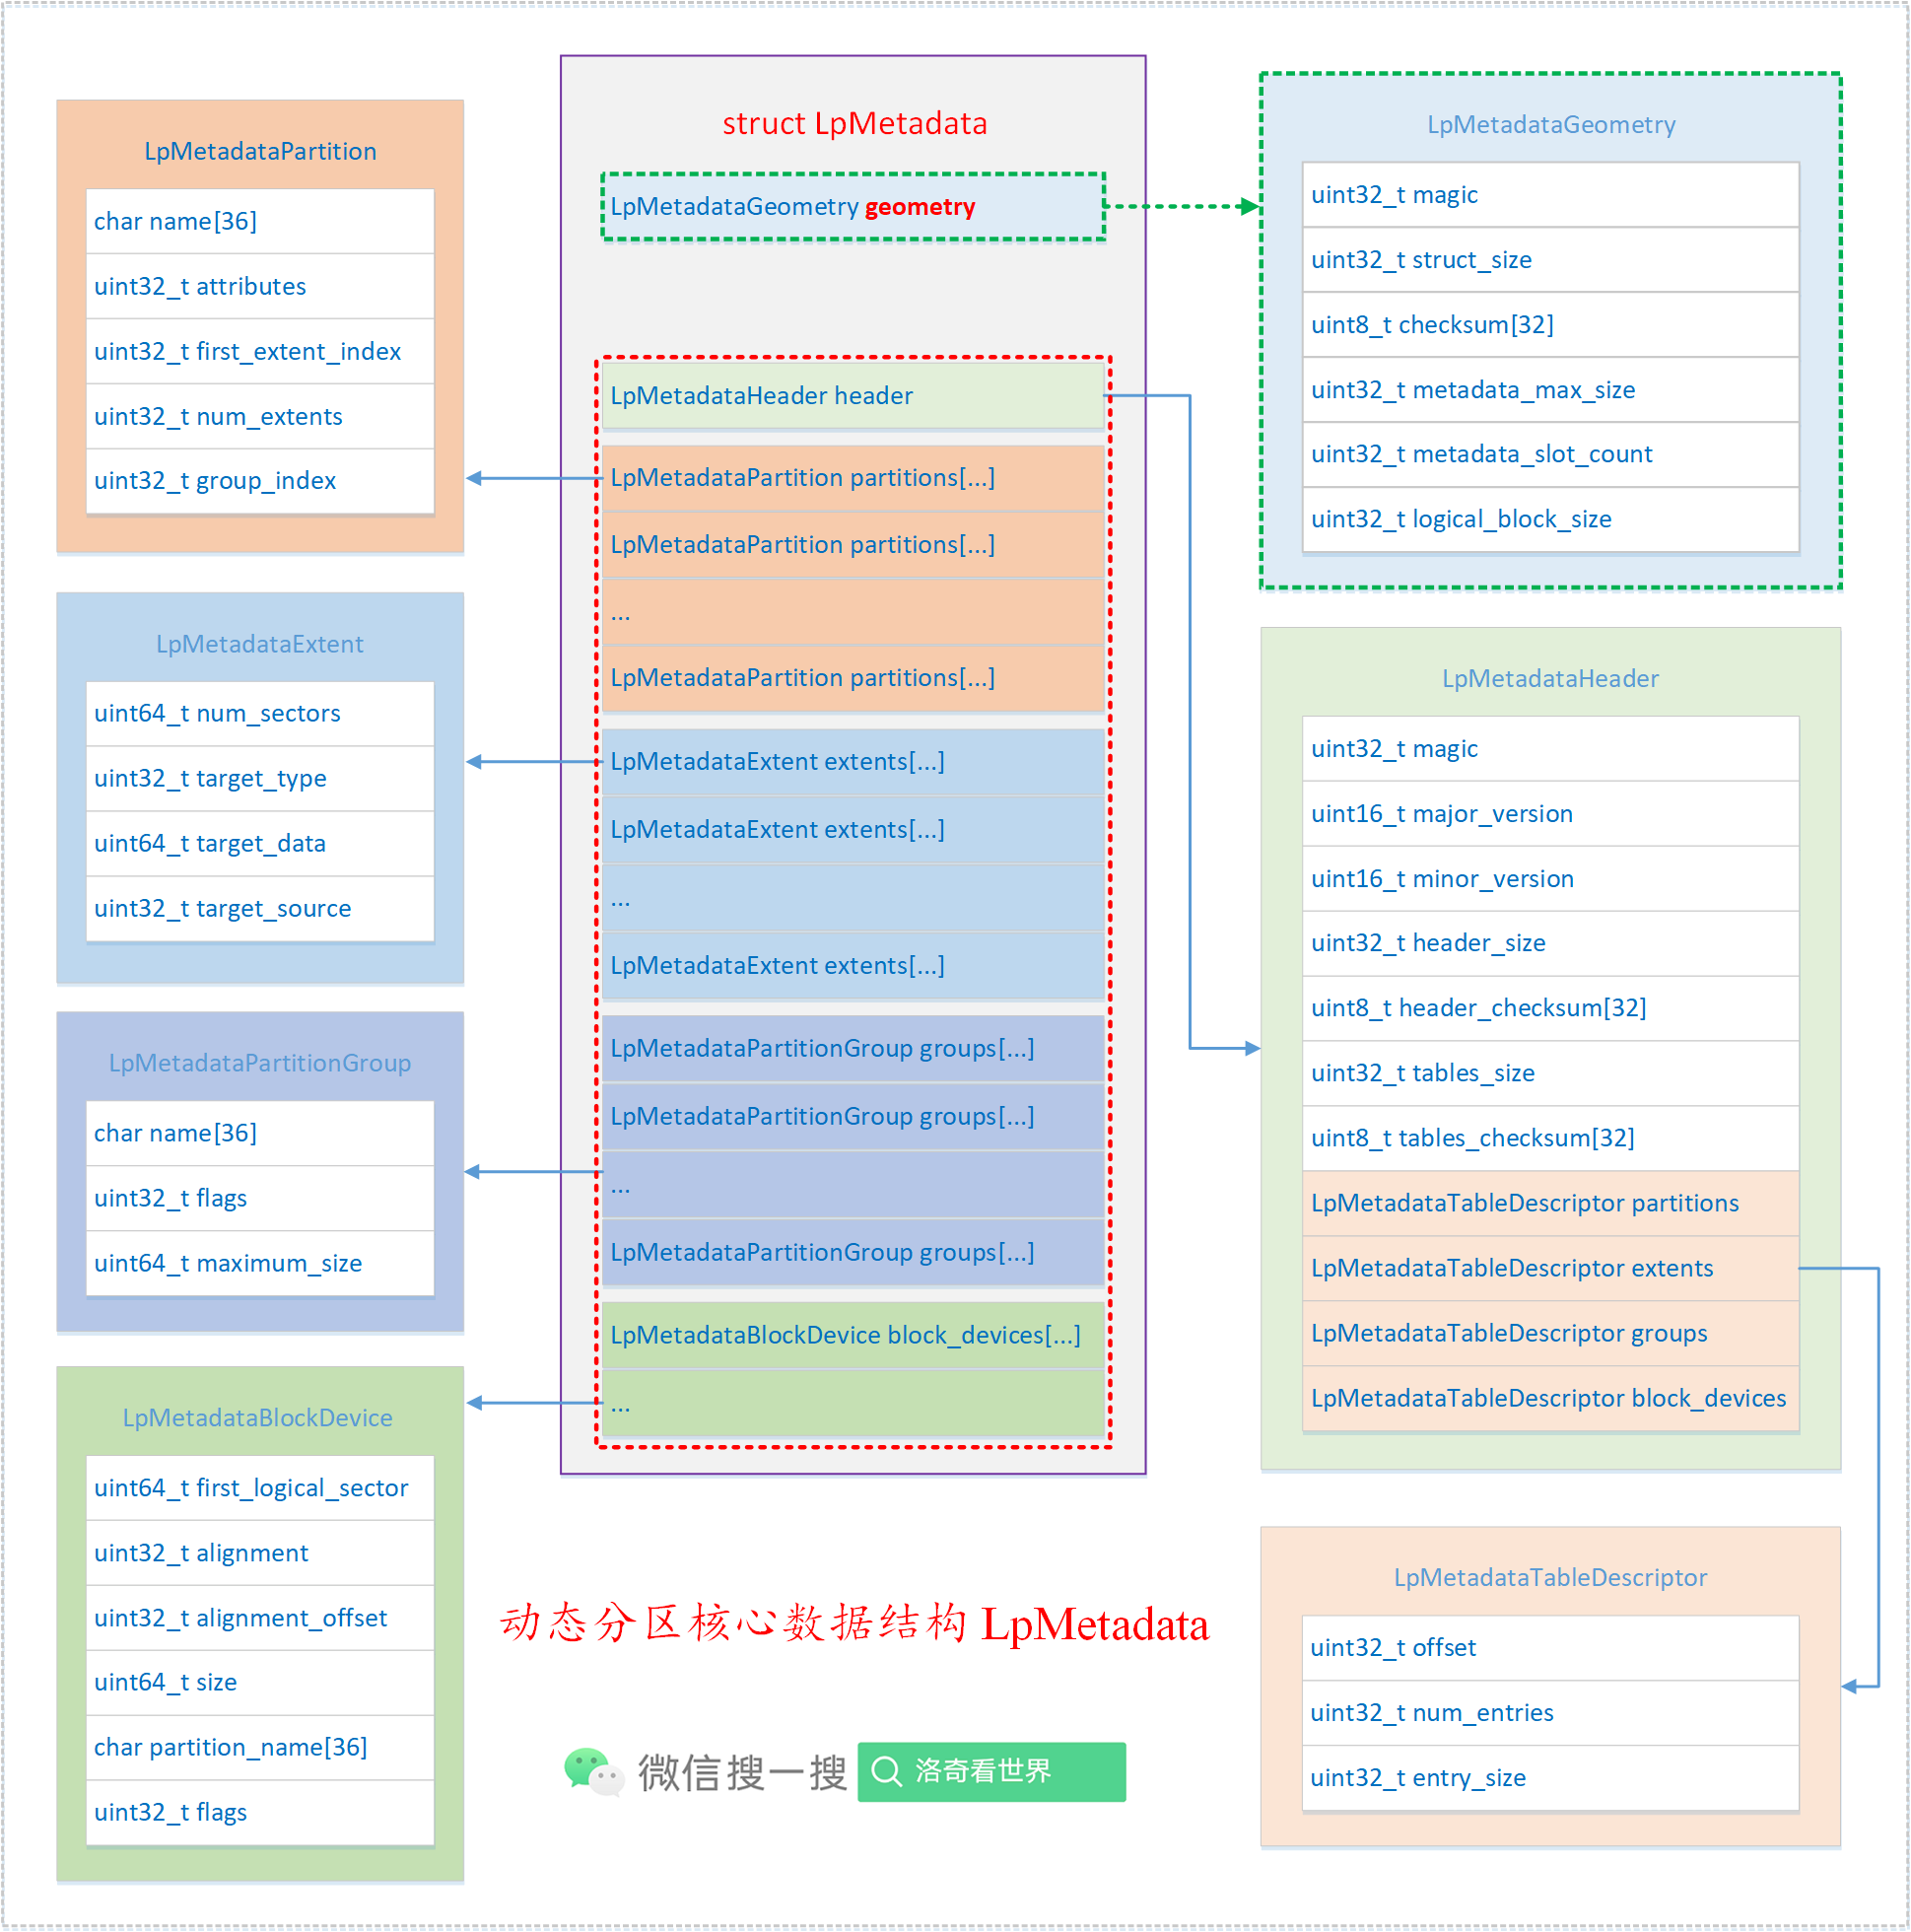 LpMetadataPartition
char name[36]
uint32_t attributes
uint32_t first_extent_index
uint32_t num_extents
uint32_t group_index
LpMetadataExtent
uint64_t num_sectors
uint32_t target_type
uint64_t target_data
uint32_t target_source
LpMetadataPartitionGroup
char name[36]
uint32_t flags
uint64_t maximum_size
LpMetadataBlockDevice
uint64_t first_logical_sector
uint32_t alignment
uint32_t alignment_offset
uint64_t size
char partition_name[36]
uint32_t flags
struct LpMetadata
LpMetadataGeometry geometry
LpMetadataHeader header
LpMetadataPartition partitions[...]
LpMetadataPartition partitions[...]
...
LpMetadataPartition partitions[...]
LpMetadataExtent extents[...]
LpMetadataExtent extents[...]
...
LpMetadataExtent extents[...]
LpMetadataPartitionGroup groups[...]
LpMetadataPartitionGroup groups[...]
...
LpMetadataPartitionGroup groups[...]
LpMetadataBlockDevice block_devices[...]
...
LpMetadataGeometry
uint32_t magic
uint32_t struct_size
uint8_t checksum[32]
uint32_t metadata_max_size
uint32_t metadata_slot_count
uint32_t logical_block_size
LpMetadataHeader
uint32_t magic
uint16_t major_version
uint16_t minor_version
uint32_t header_size
uint8_t header_checksum[32]
uint32_t tables_size
uint8_t tables_checksum[32]
LpMetadataTableDescriptor partitions
LpMetadataTableDescriptor extents
LpMetadataTableDescriptor groups
LpMetadataTableDescriptor block_devices
LpMetadataTableDescriptor
uint32_t offset
uint32_t num_entries
uint32_t entry_size
动态分区核心数据结构 LpMetadata
微信搜一搜 洛奇看世界